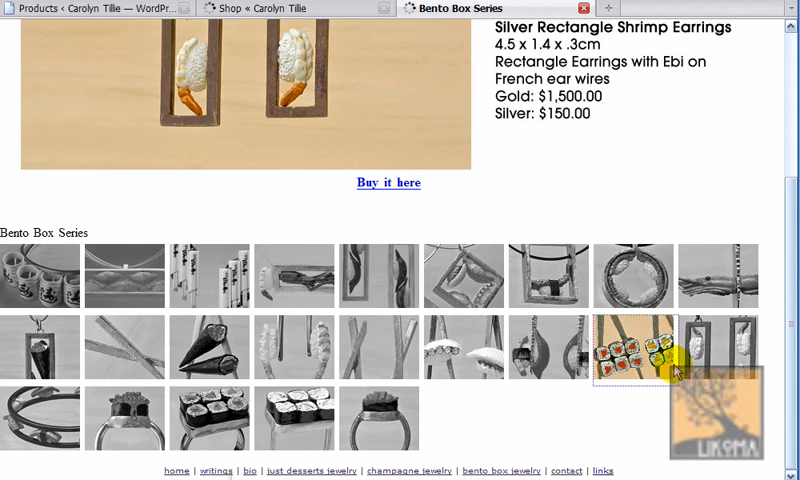 Products ‹ Carolyn Tillie — WordPr...
Shop « Carolyn Tillie
Bento Box Series
Silver Rectangle Shrimp Earrings
4.5 x 1.4 x .3cm
Rectangle Earrings with Ebi on
French ear wires
Gold: $1,500.00
Silver: $150.00
Buy it here
Bento Box Series
LIKOMA
home | writings | bio | just desserts jewelry | champagne jewelry | bento box jewelry | contact | links